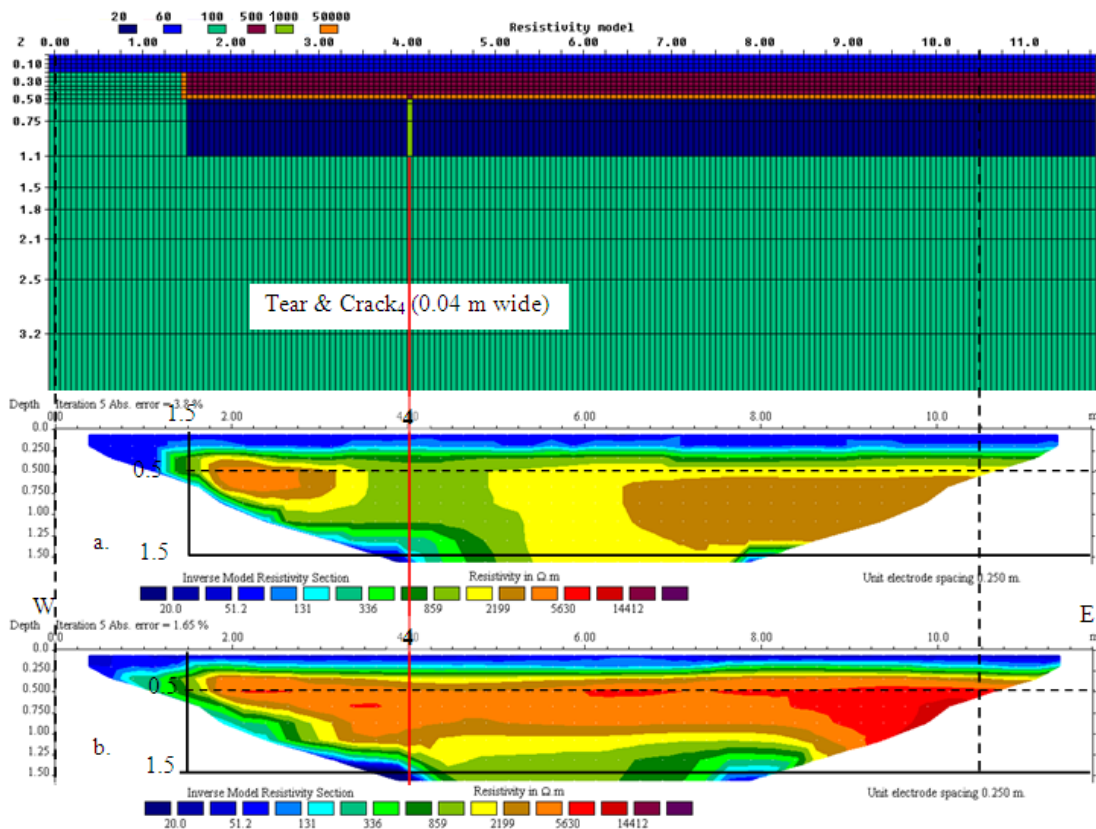 20 60 100 500 1000 50000
Resistivity model
Z 0.00 1.00 2.00 3.00 4.00 5.00 6.00 7.00 8.00 9.00 10.0 11.0
0.10
0.30
0.50
0.75
1.1
1.5
1.8
2.1
2.5
Tear & Crack4 (0.04 m wide)
3.2
Depth Iteration 5 Abs. error = 3.8 %
0.0 2.00 4.00 6.00 8.00 10.0 m
1.5 4
0.0
0.250
0.500 0.5
0.750
1.00
1.25 a.
1.50 1.5
Inverse Model Resistivity Section Resistivity in Ω.m Unit electrode spacing 0.250 m.
20.0 51.2 131 336 859 2199 5630 14412
W E
Depth Iteration 5 Abs. error = 1.65 %
0.0 2.00 4.00 6.00 8.00 10.0 m
4
0.0
0.250
0.500 0.5
0.750
1.00
1.25 b.
1.50 1.5
Inverse Model Resistivity Section Resistivity in Ω.m Unit electrode spacing 0.250 m.
20.0 51.2 131 336 859 2199 5630 14412